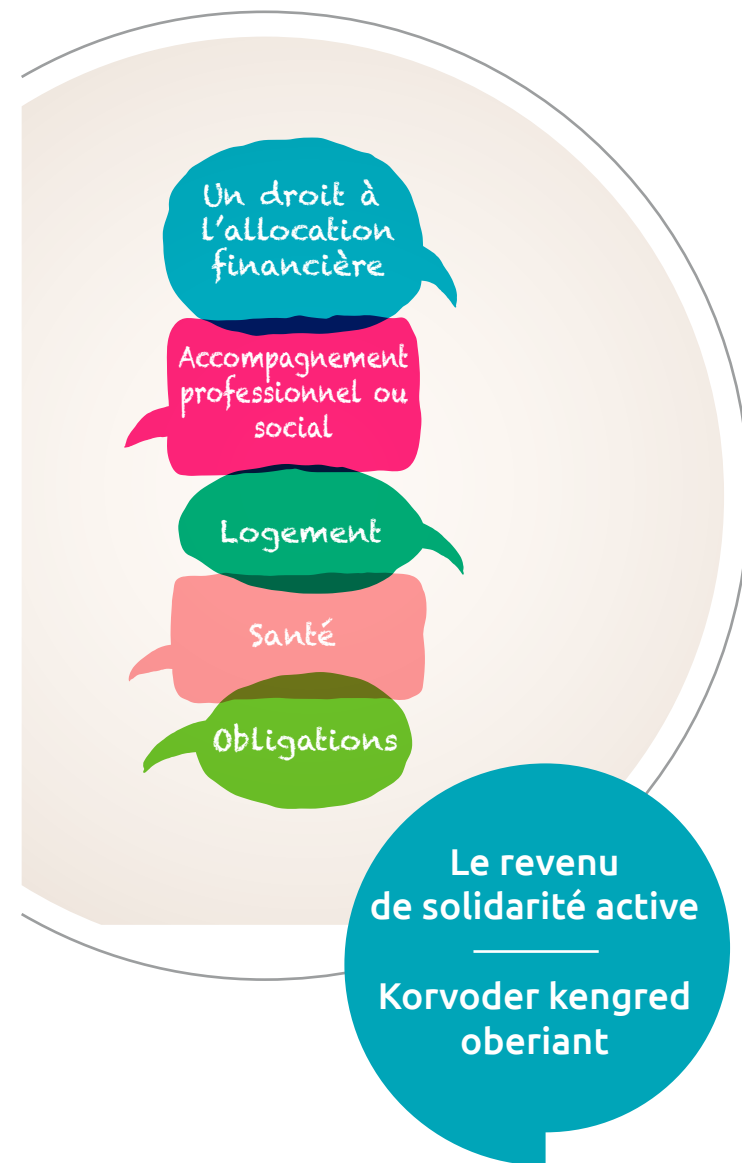 Un droit à
l'allocation
financière
Accompagnement
professionnel ou
social
Logement
Santé
Obligations
Le revenu
de solidarité active
Korvoder kengred
oberiant